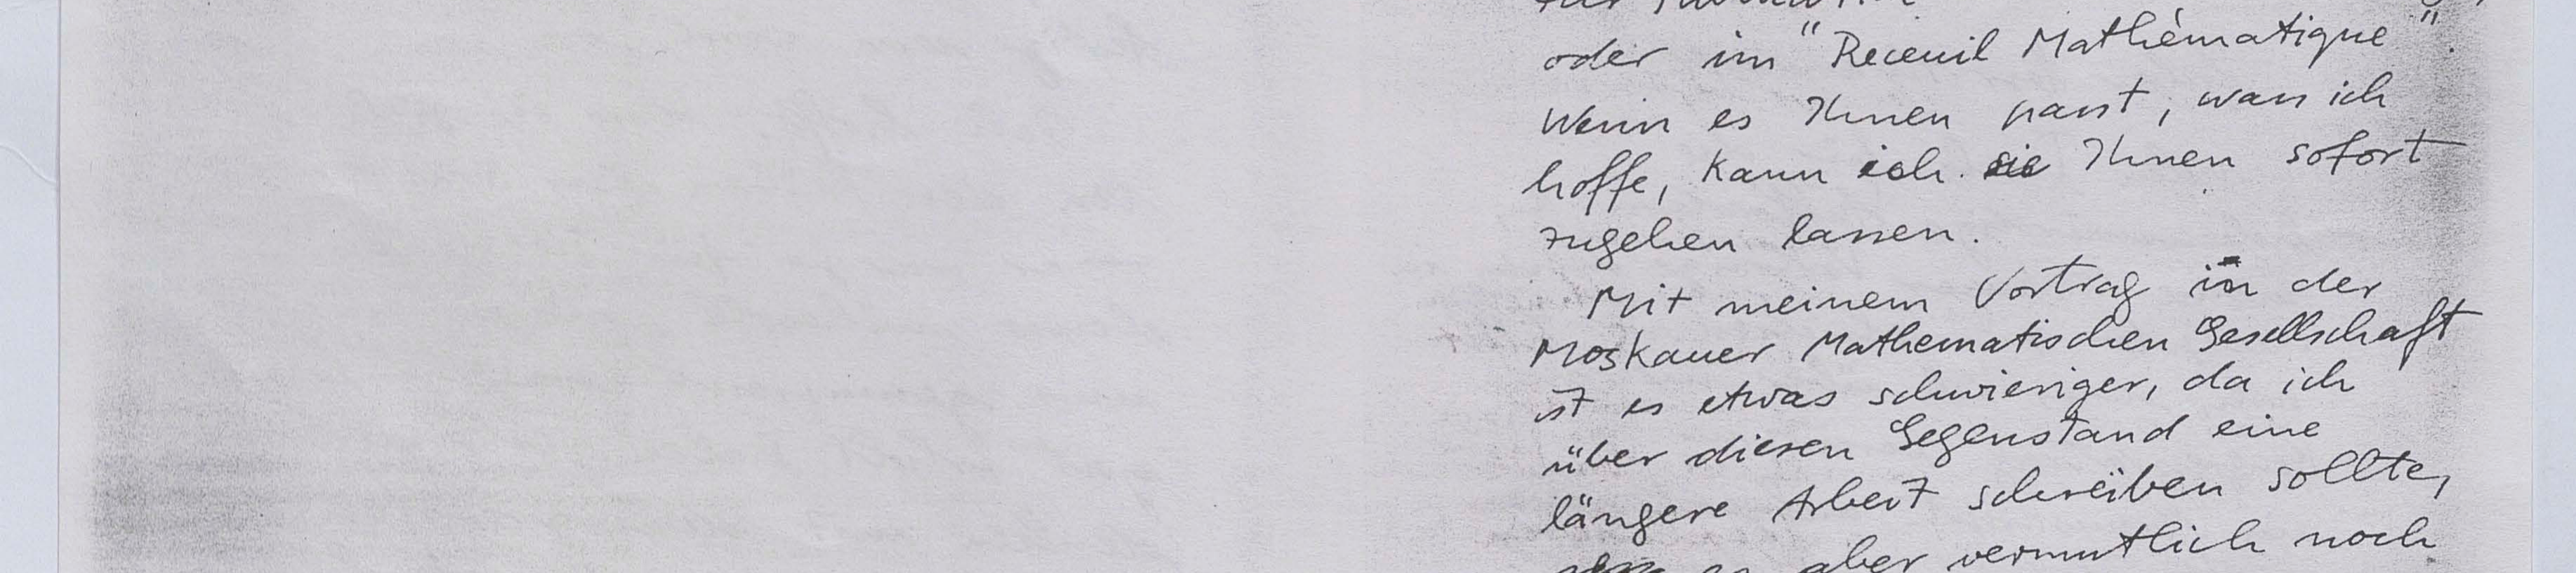 oder im "Receuil Mathématique".
Wenn es Ihnen passt, was ich
hoffe, kann ich sie Ihnen sofort
zugehen lassen.
Mit meinem Vortrag in der
Moskauer Mathematischen Gesellschaft
ist es etwas schwieriger, da ich
über diesen Gegenstand eine
längere Arbeit schreiben sollte,
es aber vermutlich noch